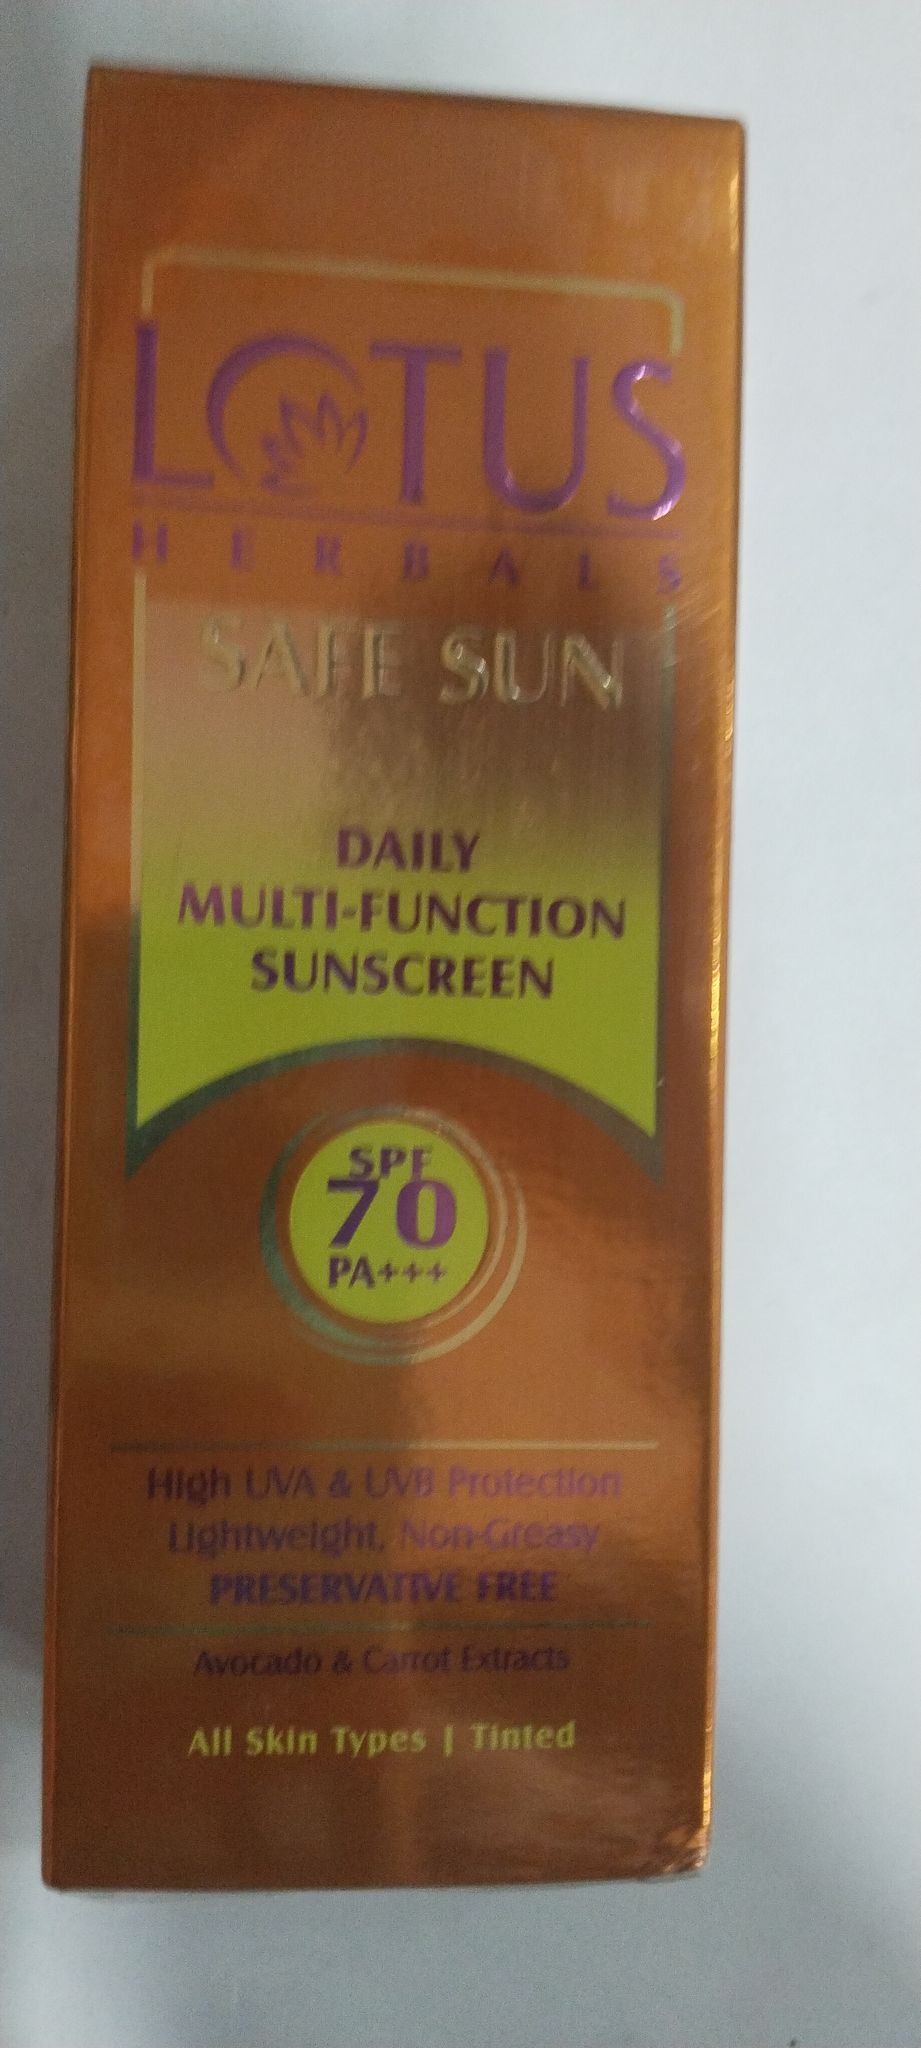 LOTUS
HERBALS
SAFE SUN
DAILY
MULTI-FUNCTION
SUNSCREEN
SPF
70
PA+++
High UVA & UVB Protection
Lightweight, Non-Greasy
PRESERVATIVE FREE
Avocado & Carrot Extracts
All Skin Types | Tinted